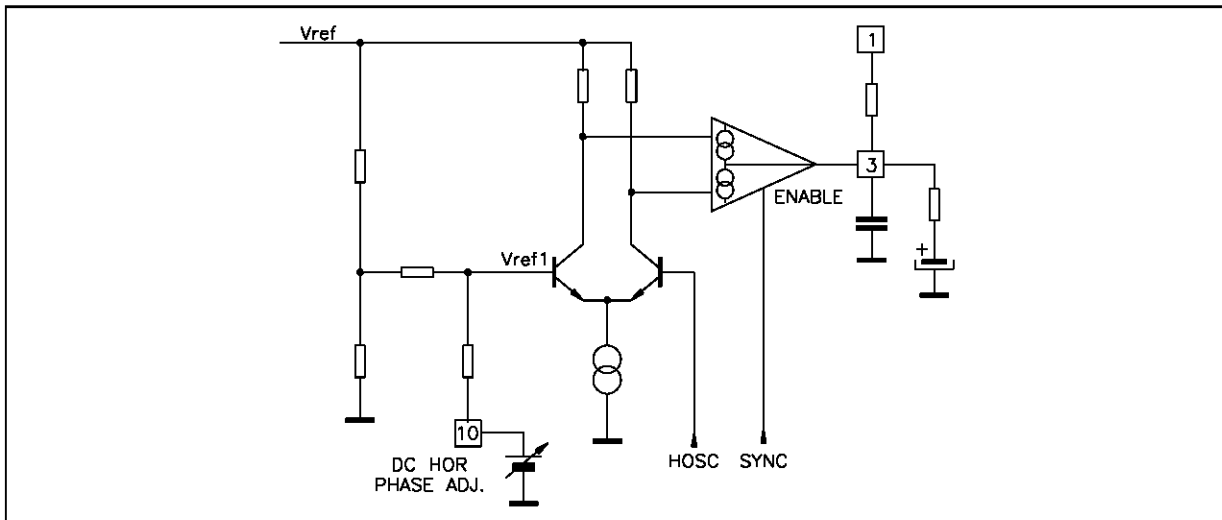 Vref
1
3
ENABLE
Vref1
+
10
HOSC SYNC
DC HOR
PHASE ADJ.